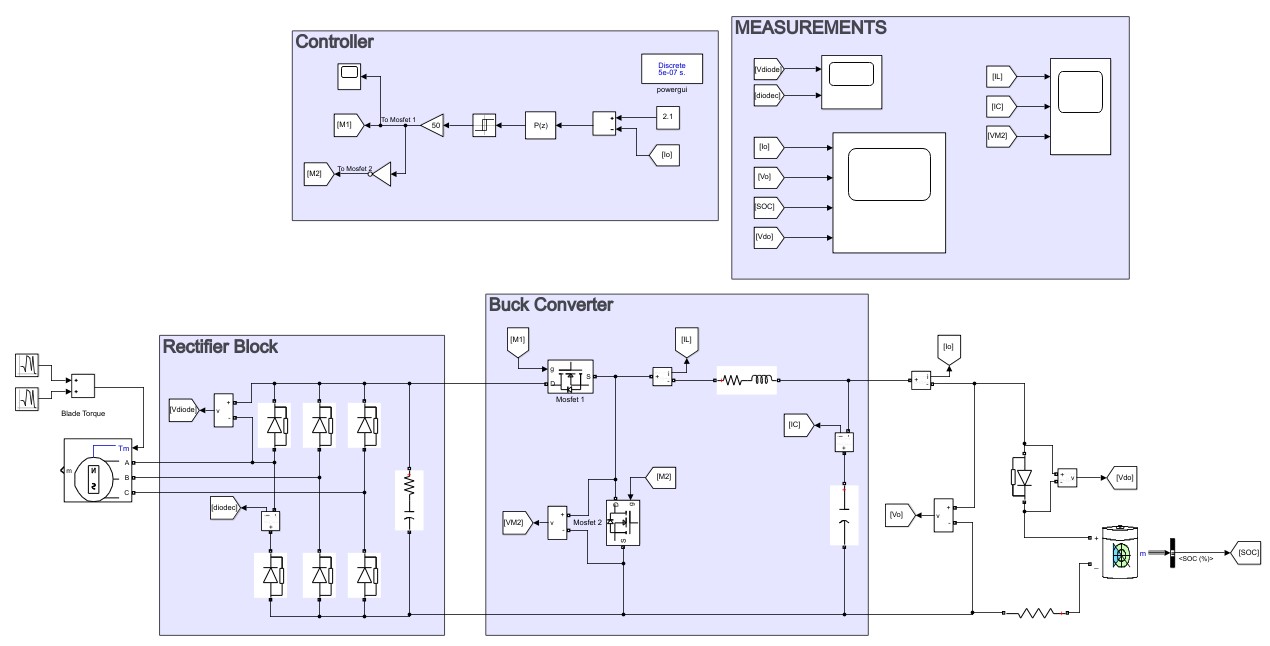 Controller
MEASUREMENTS
Discrete
5e-07 s.
powergui
[M1]
To Mosfet 1
50
P(z)
+
-
2.1
[Io]
[M2]
To Mosfet 2
[Vdiode]
[diodec]
[Io]
[Vo]
[SOC]
[Vdo]
[IL]
[IC]
[VM2]
Rectifier Block
Buck Converter
+
+
Blade Torque
Tm
m
A
B
C
N
S
[Vdiode]
+
v
-
[diodec]
i
-
+
[M1]
g
D
S
Mosfet 1
[IL]
+
i
-
[IC]
i
-
+
[M2]
g
D
S
Mosfet 2
[VM2]
+
v
-
[Io]
+
i
-
[Vo]
+
v
-
+
v
-
[Vdo]
+
_
m
<SOC (%)>
[SOC]